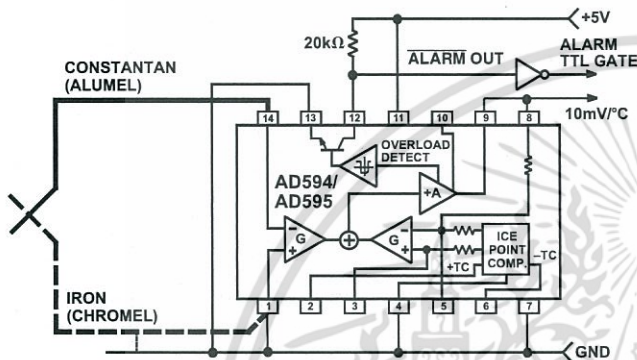 +5V
20kΩ
ALARM OUT
ALARM
TTL GATE
CONSTANTAN
(ALUMEL)
10mV/°C
14
13
12
11
10
9
8
OVERLOAD
DETECT
AD594/
AD595
+A
–
G
+
–
G
+
ICE
POINT
COMP.
–TC
+TC
IRON
(CHROMEL)
1
2
3
4
5
6
7
GND